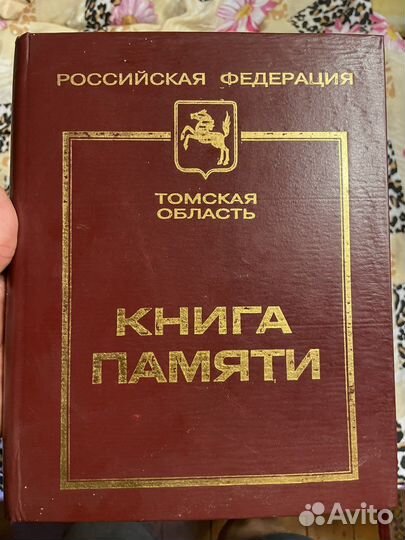 РОССИЙСКАЯ ФЕДЕРАЦИЯ
ТОМСКАЯ
ОБЛАСТЬ
КНИГА
ПАМЯТИ
Avito